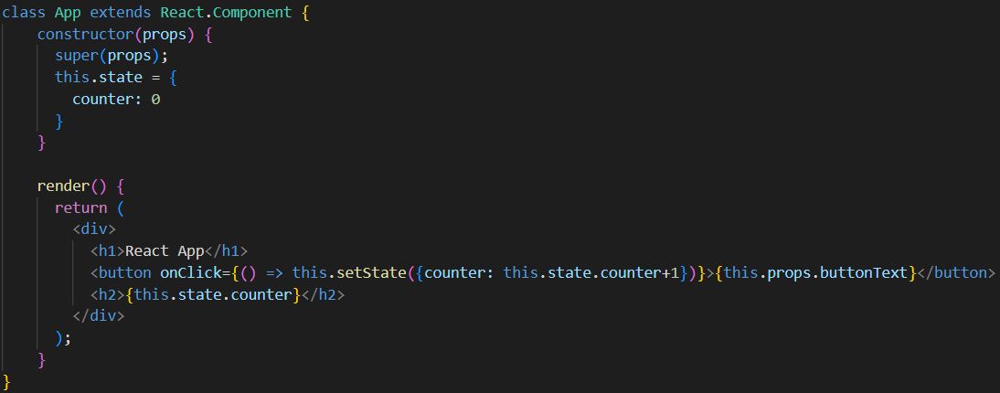 class App extends React.Component {
    constructor(props) {
      super(props);
      this.state = {
        counter: 0
      }
    }

    render() {
      return (
        <div>
          <h1>React App</h1>
          <button onClick={() => this.setState({counter: this.state.counter+1})}>{this.props.buttonText}</button>
          <h2>{this.state.counter}</h2>
        </div>
      );
    }
}